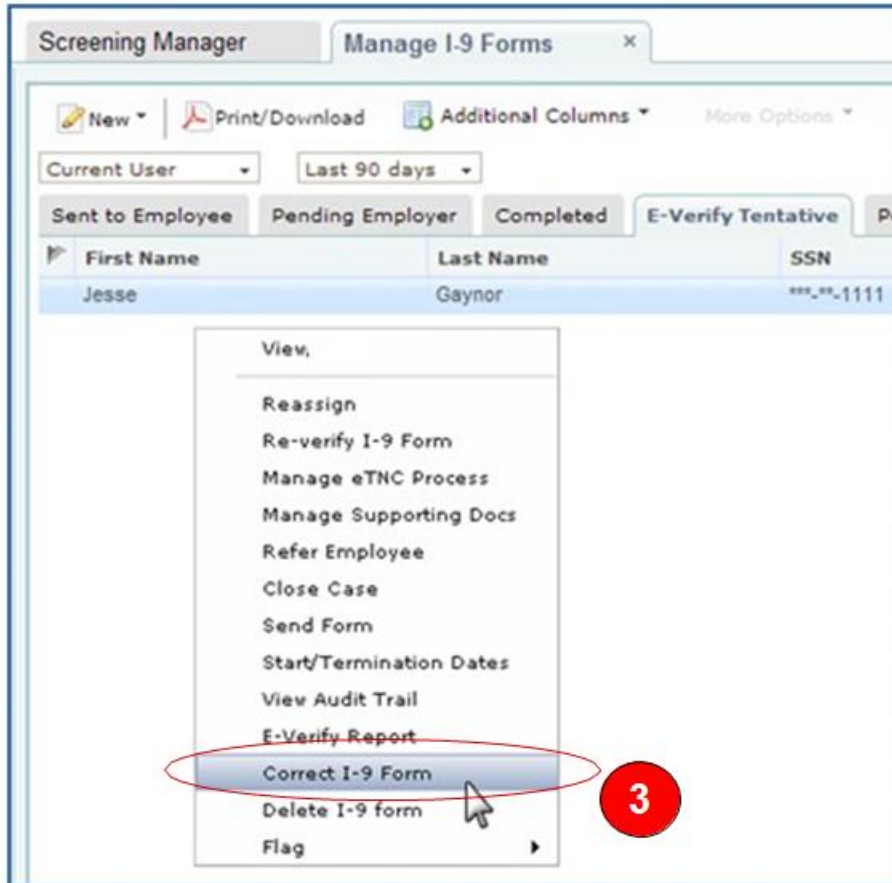 Screening Manager Manage I-9 Forms ×
New Print/Download Additional Columns More Options
Current User Last 90 days
Sent to Employee Pending Employer Completed E-Verify Tentative
First Name Last Name SSN
Jesse Gaynor ***-**-1111
View,
Reassign
Re-verify I-9 Form
Manage eTNC Process
Manage Supporting Docs
Refer Employee
Close Case
Send Form
Start/Termination Dates
View Audit Trail
E-Verify Report
Correct I-9 Form
3
Delete I-9 form
Flag